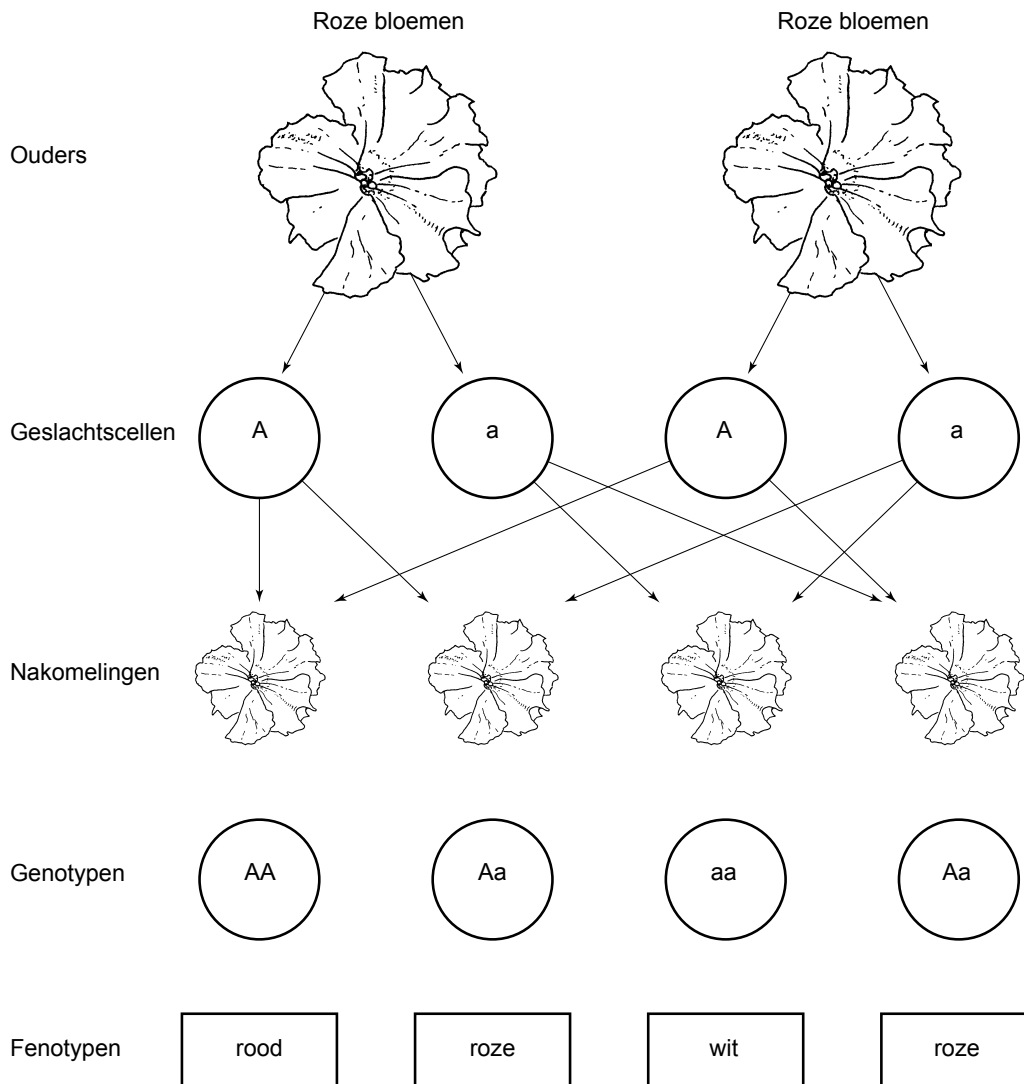 Roze bloemen Roze bloemen
Ouders
Geslachtscellen A a A a
Nakomelingen
Genotypen AA Aa aa Aa
Fenotypen rood roze wit roze